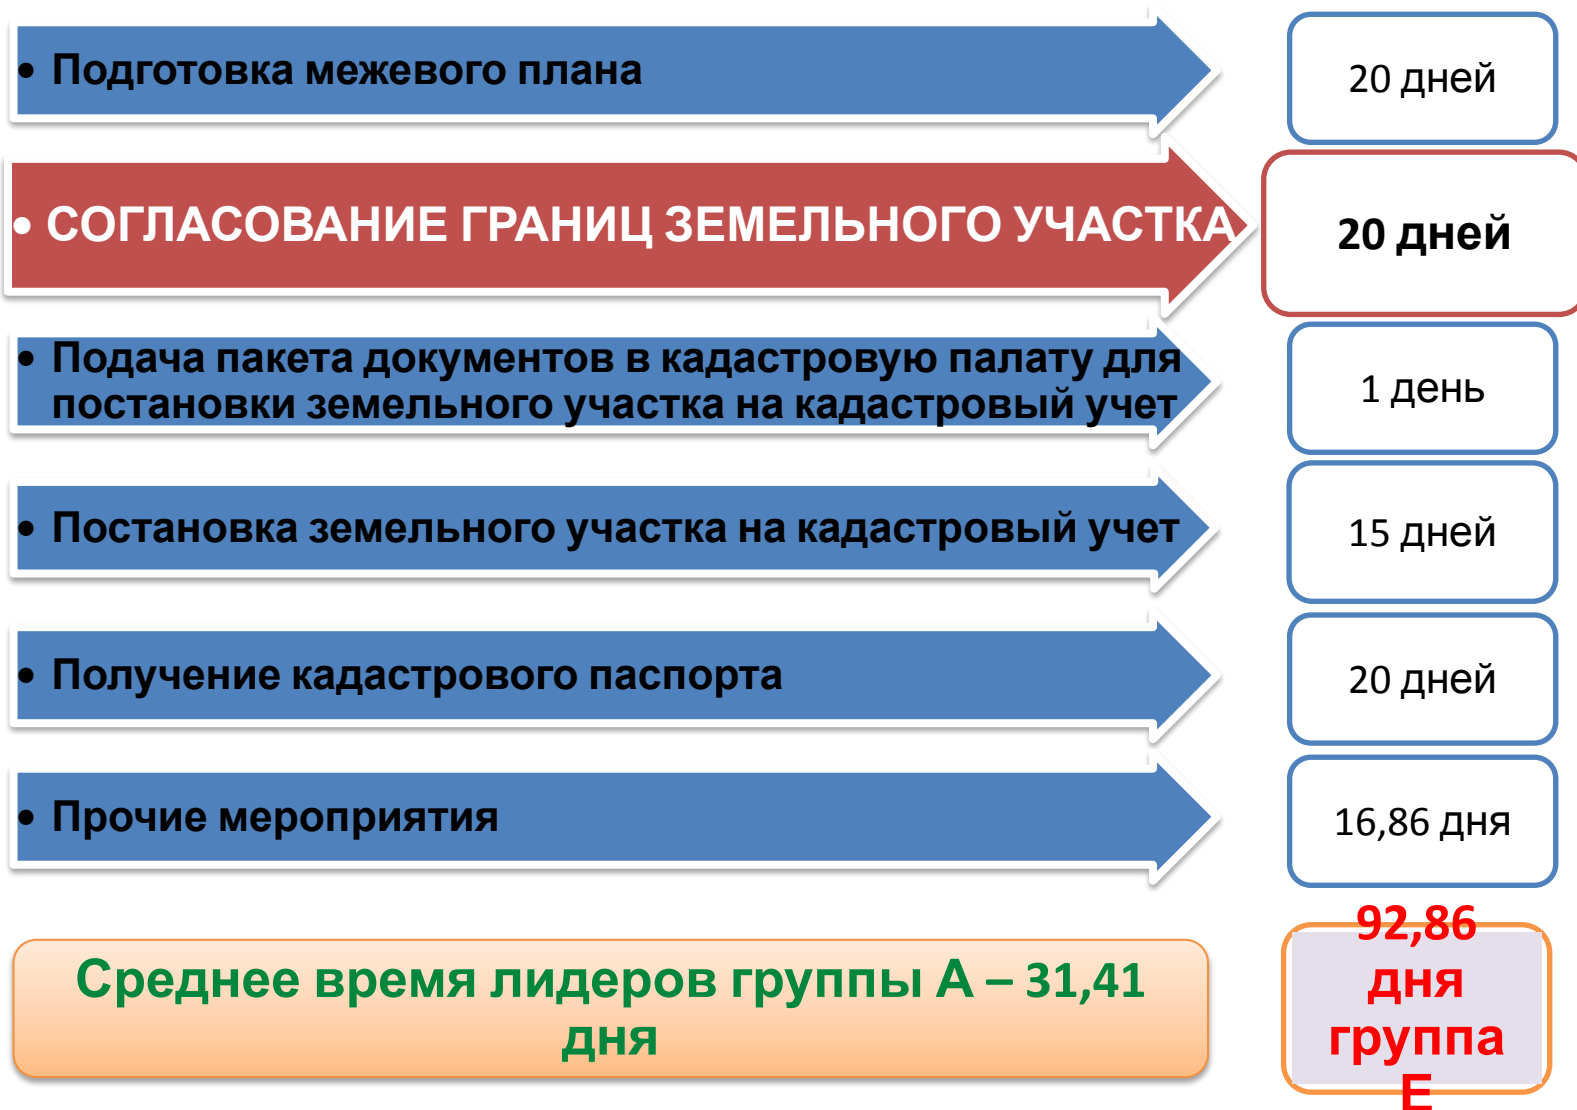 • Подготовка межевого плана
20 дней
• СОГЛАСОВАНИЕ ГРАНИЦ ЗЕМЕЛЬНОГО УЧАСТКА
20 дней
• Подача пакета документов в кадастровую палату для
постановки земельного участка на кадастровый учет
1 день
• Постановка земельного участка на кадастровый учет
15 дней
• Получение кадастрового паспорта
20 дней
• Прочие мероприятия
16,86 дня
Среднее время лидеров группы А – 31,41
дня
92,86
дня
группа
Е